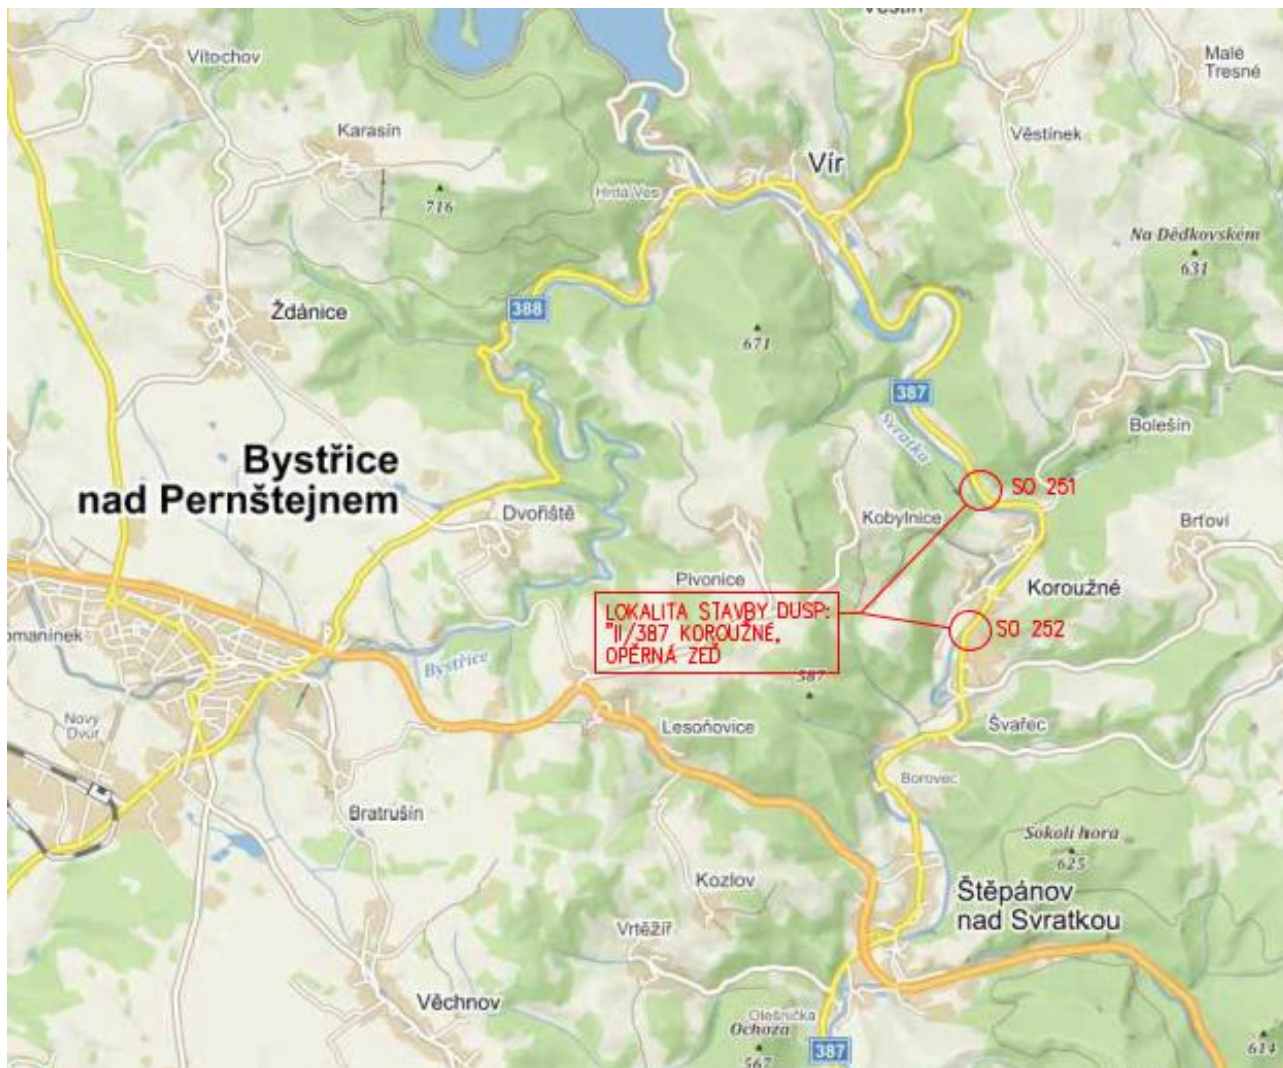 Věstín
Vítochov
Malé
Tresné
Karasín
Vír
Věstínek
Hrdá Ves
716
Na Dědkovském
631
388
Ždánice
671
387
Svratka
Bolešín
Bystřice
nad Pernštejnem
SO 251
Dvořiště
Kobylnice
Brťoví
Pivonice
Koroužné
LOKALITA STAVBY DUSP:
"II/387 KOROUŽNÉ,
OPĚRNÁ ZEĎ
SO 252
omanínek
Bystřice
587
Nový
Dvůr
Lesoňovice
Švařec
Borovec
Bratrušín
Sokolí hora
625
Kozlov
Štěpánov
nad Svratkou
Vrtěžíř
Věchnov
Olešnička
Ochoza
567
387
614